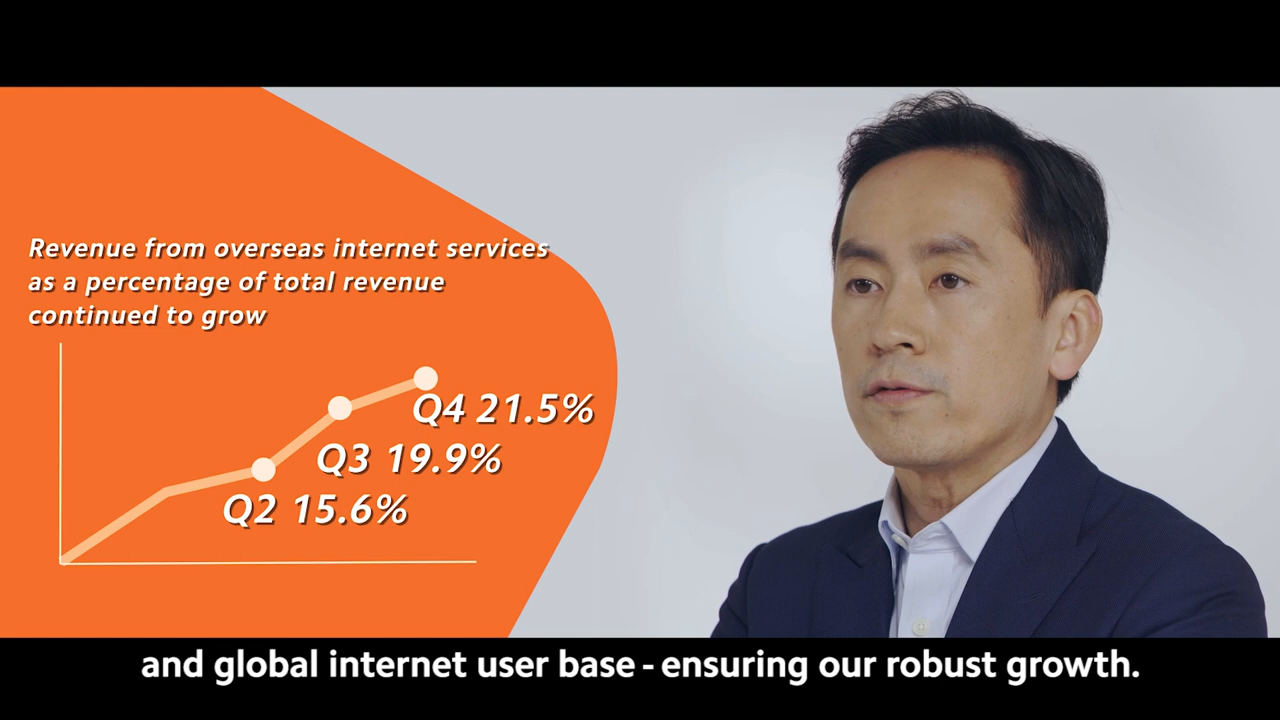 Revenue from overseas internet services
as a percentage of total revenue
continued to grow
Q4 21.5%
Q3 19.9%
Q2 15.6%
and global internet user base - ensuring our robust growth.